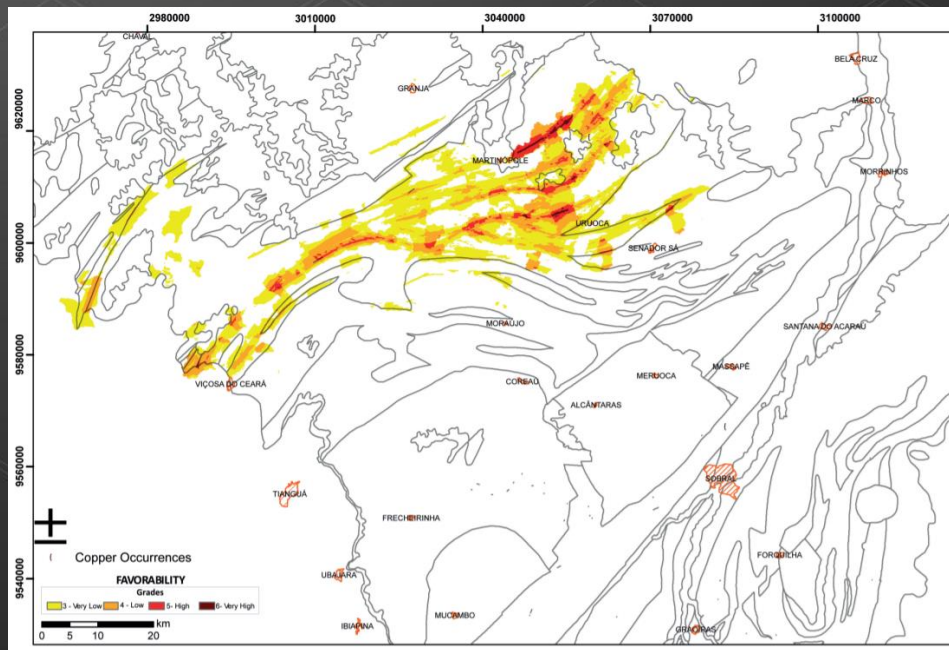 2980000 3010000 3040000 3070000 3100000
CHAVAL
BELA CRUZ
GRANJA
MARCO
9620000
MARTINÓPOLE
MORRINHOS
URUOCA
9600000
SENADOR SÁ
MORAÚJO
SANTANA DO ACARAÚ
9580000
MASSAPÊ
MERUOCA
VIÇOSA DO CEARÁ
COREAÚ
ALCÂNTARAS
9560000
SOBRAL
TIANGUÁ
FRECHEIRINHA
Copper Occurrences
FORQUILHA
FAVORABILITY
UBAJARA
9540000
Grades
3 - Very Low 4 - Low 5- High 6- Very High
MUCAMBO
0 5 10 20 km
IBIAPINA
GRAÇIRAS